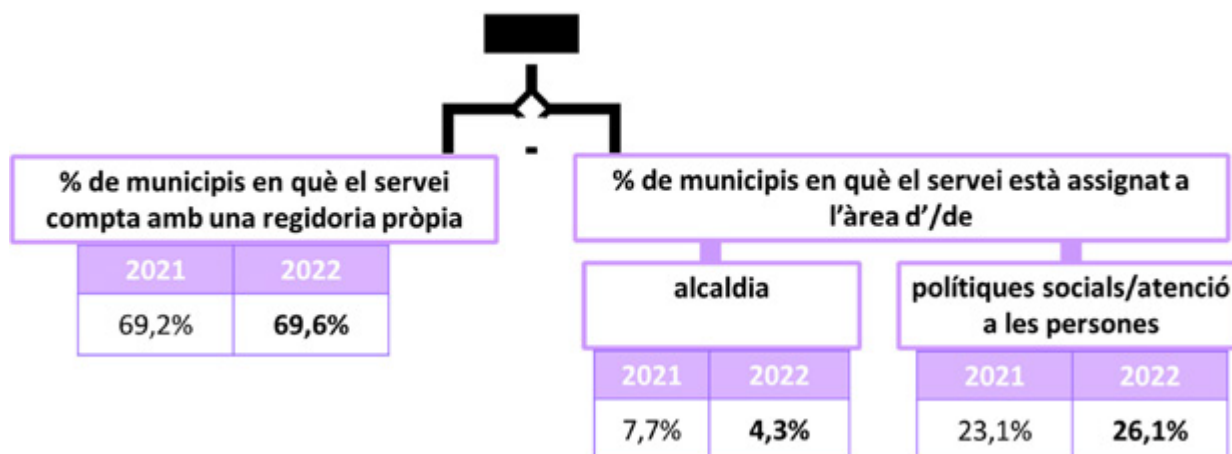 % de municipis en què el servei
compta amb una regidoria pròpia
2021 2022
69,2% 69,6%
% de municipis en què el servei està assignat a
l'àrea d'/de
alcaldia
2021 2022
7,7% 4,3%
polítiques socials/atenció
a les persones
2021 2022
23,1% 26,1%